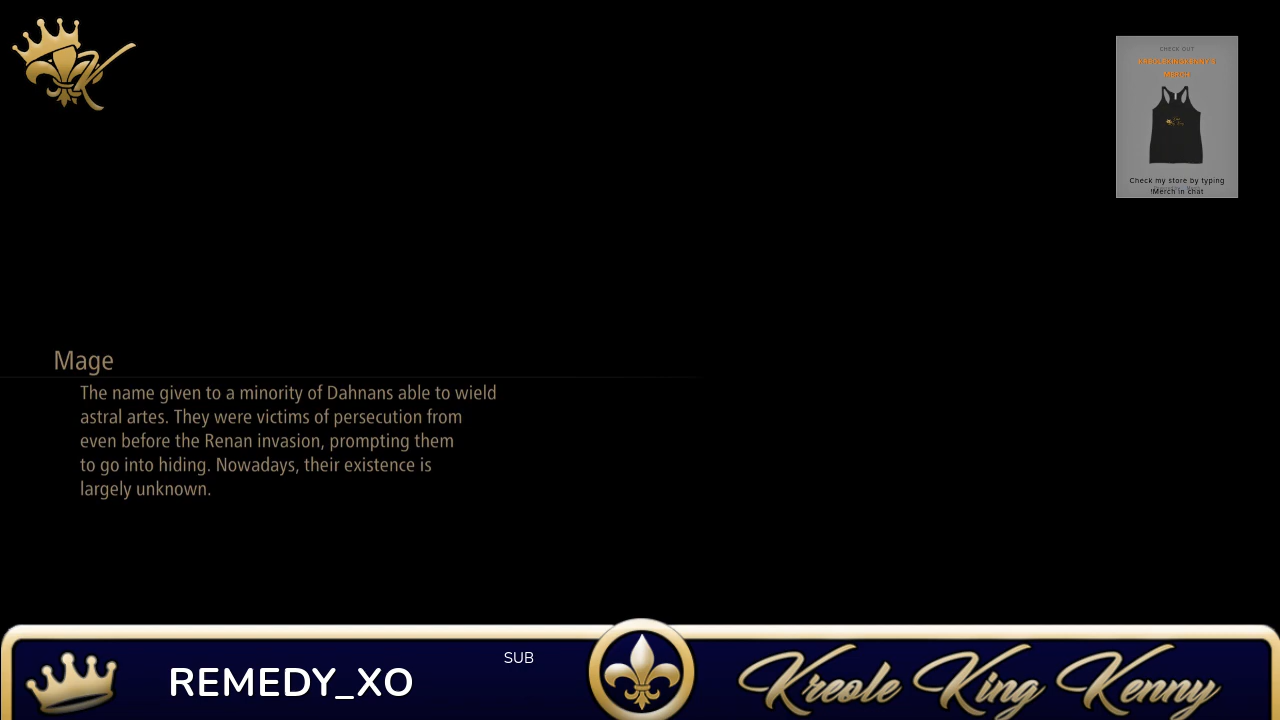 CHECK OUT
KREOLEKINGKENNY'S
MERCH
Check my store by typing
!Merch in chat
Mage
The name given to a minority of Dahnans able to wield
astral artes. They were victims of persecution from
even before the Renan invasion, prompting them
to go into hiding. Nowadays, their existence is
largely unknown.
SUB
REMEDY_XO
Kreole King Kenny